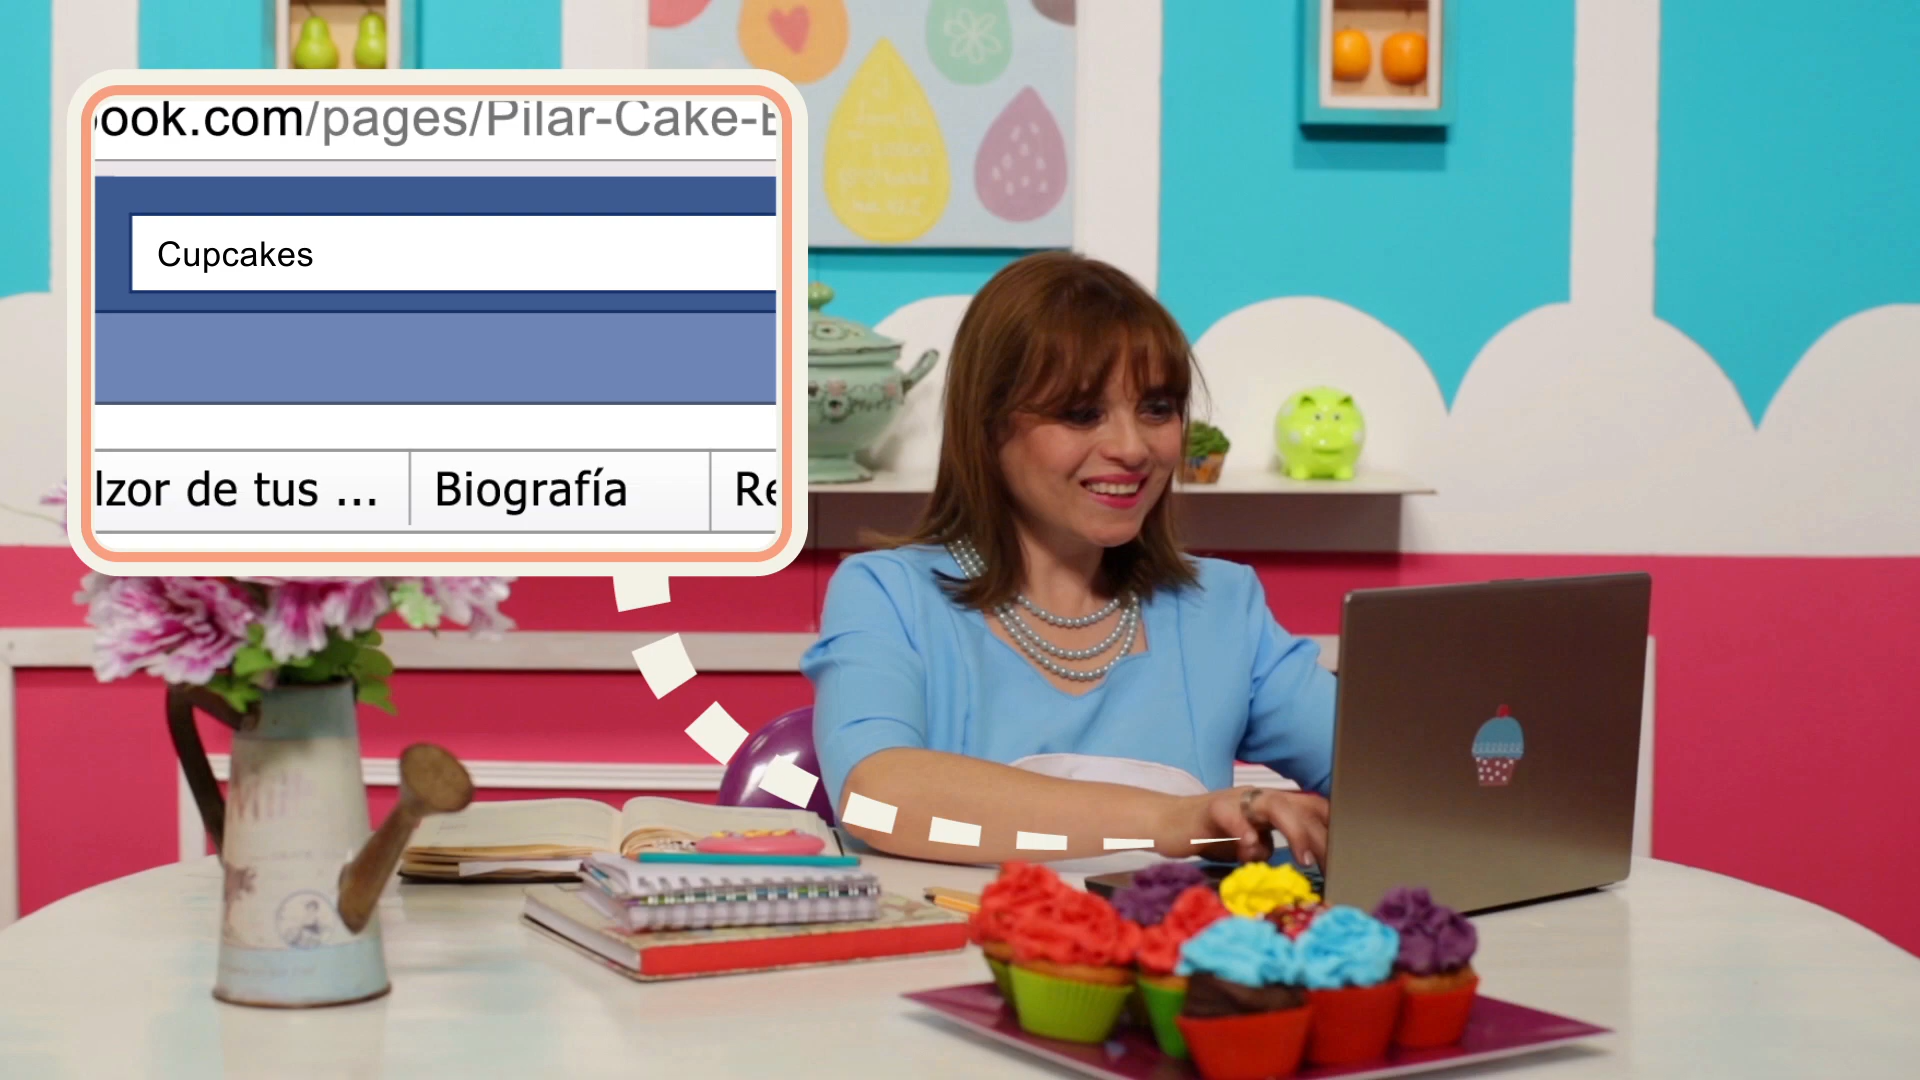 ook.com/pages/Pilar-Cake-
Cupcakes
lzor de tus ...
Biografía
Re